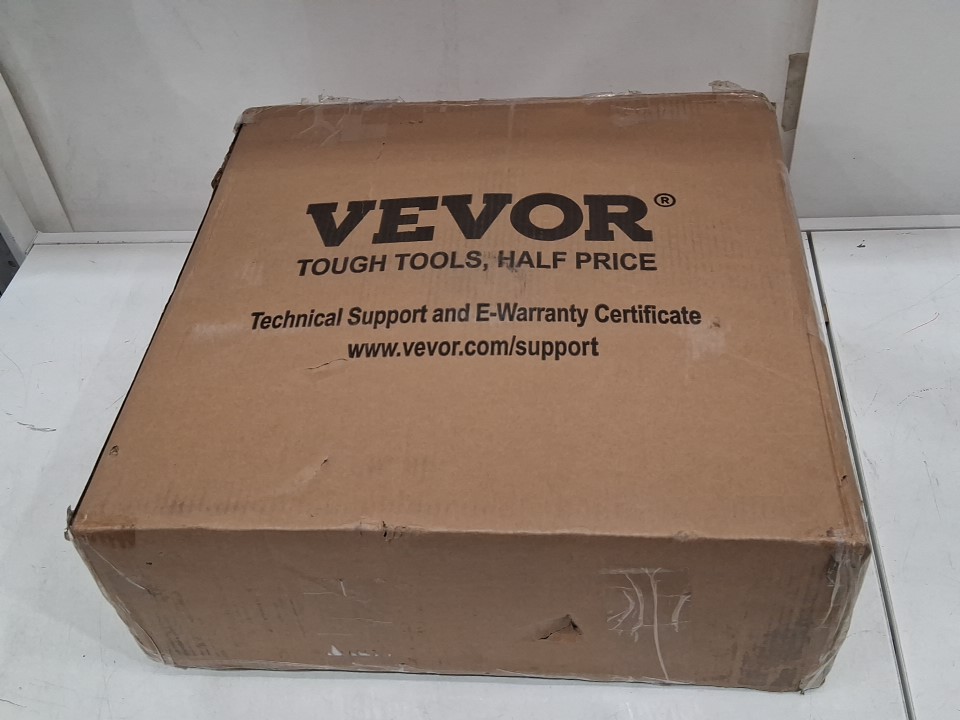 VEVOR®
TOUGH TOOLS, HALF PRICE
Technical Support and E-Warranty Certificate
www.vevor.com/support